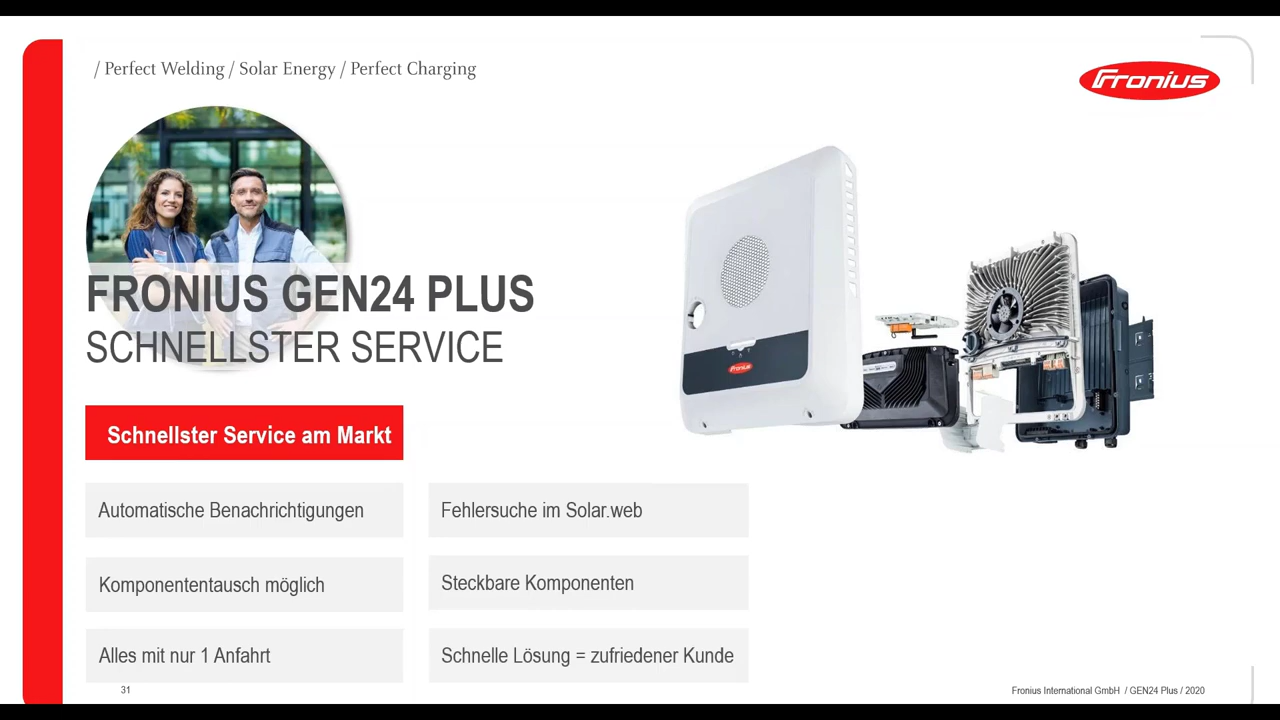 / Perfect Welding / Solar Energy / Perfect Charging
Fronius
FRONIUS GEN24 PLUS
SCHNELLSTER SERVICE
Fronius
Schnellster Service am Markt
Automatische Benachrichtigungen
Fehlersuche im Solar.web
Komponententausch möglich
Steckbare Komponenten
Alles mit nur 1 Anfahrt
Schnelle Lösung = zufriedener Kunde
31
Fronius International GmbH / GEN24 Plus / 2020